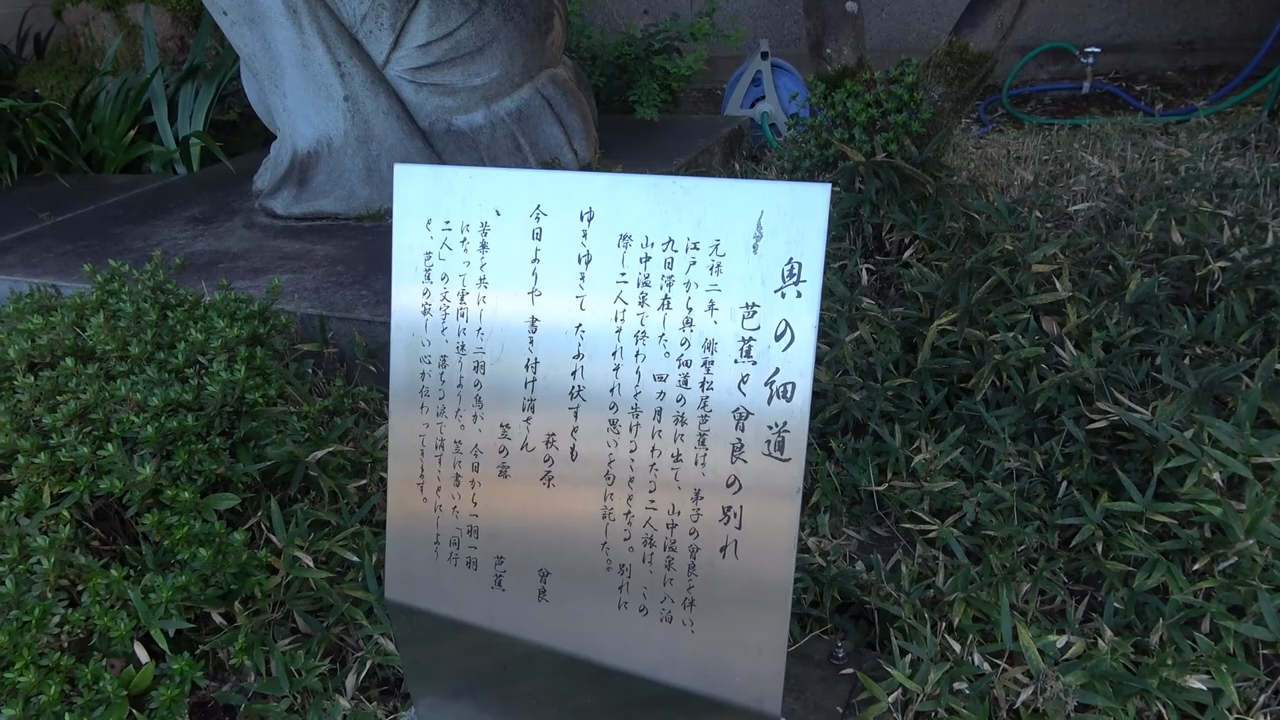 奥の細道
芭蕉と曾良の別れ
元禄二年、俳聖松尾芭蕉は、弟子の曾良を伴い、
江戸から奥の細道の旅に出て、山中温泉に入泊
九日滞在した。四カ月にわたる二人旅は、この
山中温泉で終わりを告げることとなる。別れに
際し二人はそれぞれの思いを句に託した。
ゆきゆきて たふれ伏すとも
萩の原 曾良
今日よりや 書き付け消せん
笠の露 芭蕉
苦楽を共にした二羽の鳥が、今日から一羽一羽
になって雲間に迷うようだ。笠に書いた「同行
二人」の文字を、落ちる涙で消すことにしよう
と、芭蕉の寂しい心が伝わってきます。